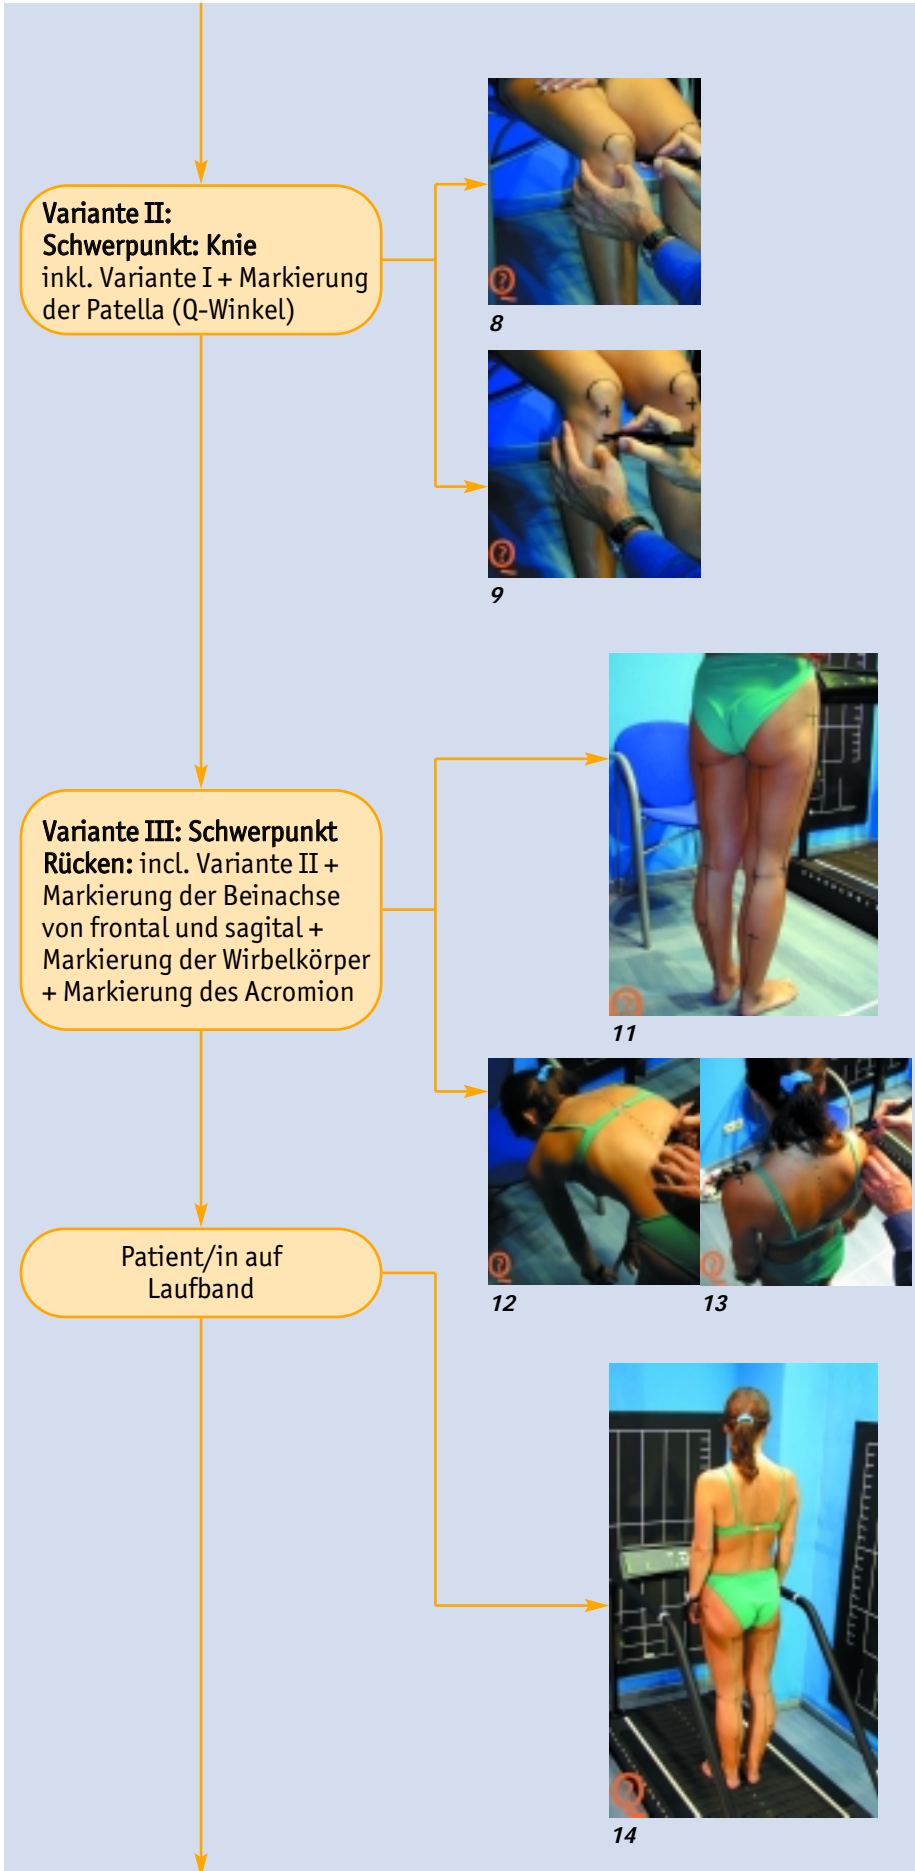 Variante II:
Schwerpunkt: Knie
inkl. Variante I + Markierung
der Patella (Q-Winkel)
8
9
Variante III: Schwerpunkt
Rücken: incl. Variante II +
Markierung der Beinachse
von frontal und sagital +
Markierung der Wirbelkörper
+ Markierung des Acromion
11
12
13
Patient/in auf
Laufband
14